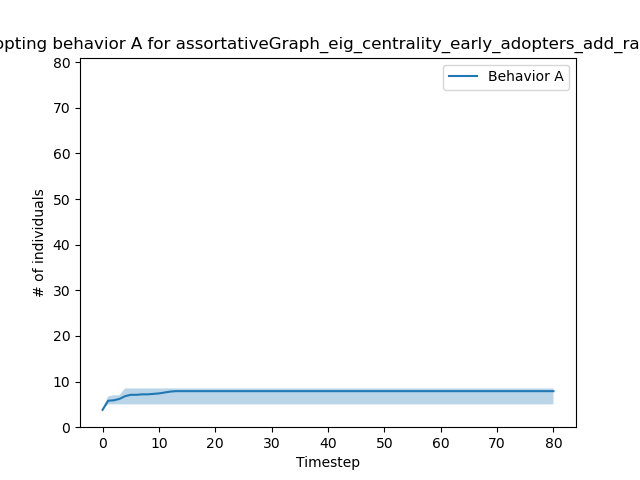 opting behavior A for assortativeGraph_eig_centrality_early_adopters_add_ra
Behavior A
80
70
60
50
40
30
20
10
0
# of individuals
0 10 20 30 40 50 60 70 80
Timestep